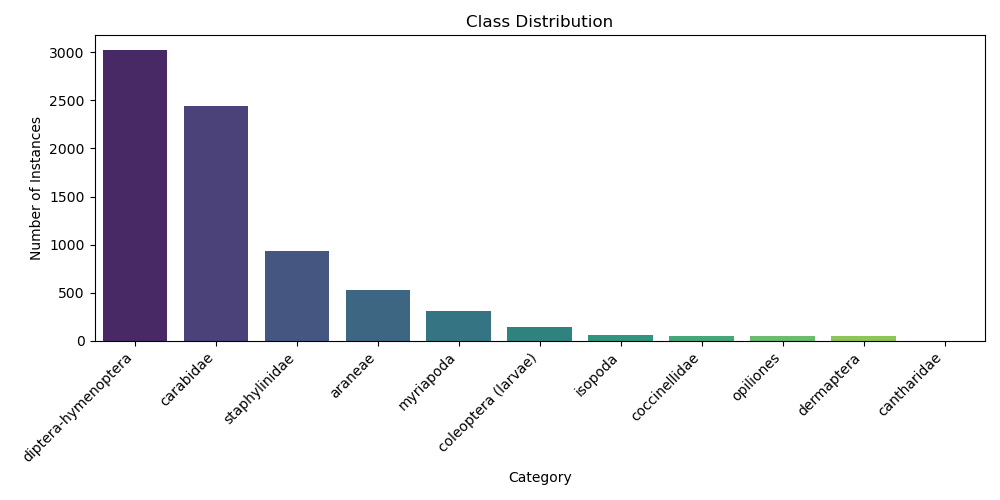 Class Distribution
Number of Instances
3000
2500
2000
1500
1000
500
0
diptera-hymenoptera
carabidae
staphylinidae
araneae
myriapoda
coleoptera (larvae)
isopoda
coccinellidae
opiliones
dermaptera
cantharidae
Category